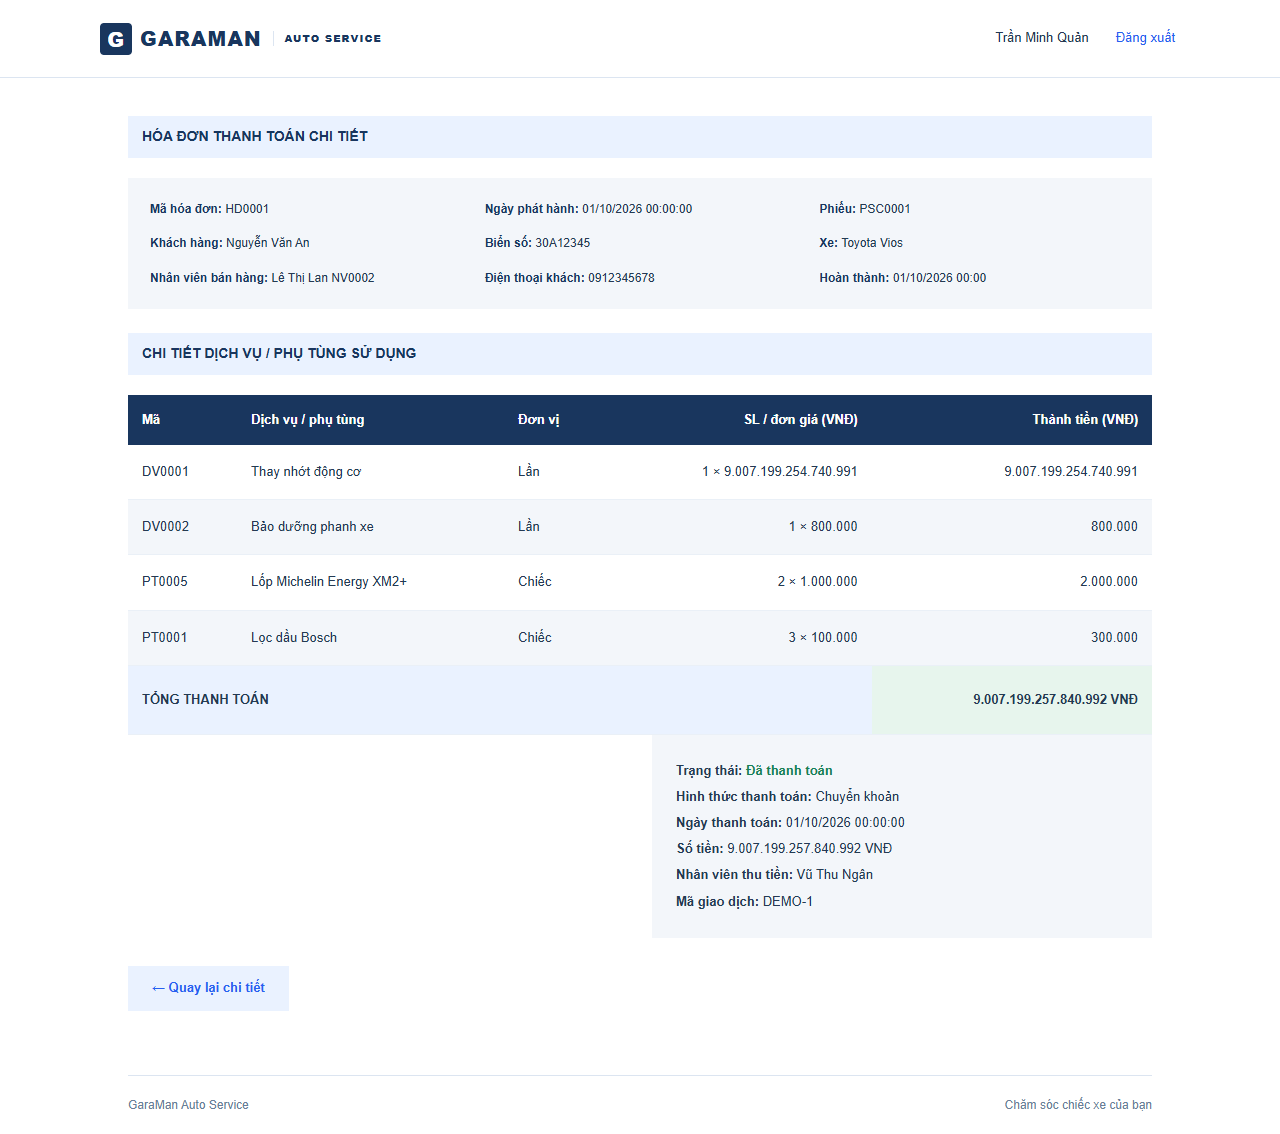 G GARAMAN AUTO SERVICE
Trần Minh Quân Đăng xuất
HÓA ĐƠN THANH TOÁN CHI TIẾT
Mã hóa đơn: HD0001 Ngày phát hành: 01/10/2026 00:00:00 Phiếu: PSC0001
Khách hàng: Nguyễn Văn An Biển số: 30A12345 Xe: Toyota Vios
Nhân viên bán hàng: Lê Thị Lan NV0002 Điện thoại khách: 0912345678 Hoàn thành: 01/10/2026 00:00
CHI TIẾT DỊCH VỤ / PHỤ TÙNG SỬ DỤNG
Mã Dịch vụ / phụ tùng Đơn vị SL / đơn giá (VNĐ) Thành tiền (VNĐ)
DV0001 Thay nhớt động cơ Lần 1 × 9.007.199.254.740.991 9.007.199.254.740.991
DV0002 Bảo dưỡng phanh xe Lần 1 × 800.000 800.000
PT0005 Lốp Michelin Energy XM2+ Chiếc 2 × 1.000.000 2.000.000
PT0001 Lọc dầu Bosch Chiếc 3 × 100.000 300.000
TỔNG THANH TOÁN 9.007.199.257.840.992 VNĐ
Trạng thái: Đã thanh toán
Hình thức thanh toán: Chuyển khoản
Ngày thanh toán: 01/10/2026 00:00:00
Số tiền: 9.007.199.257.840.992 VNĐ
Nhân viên thu tiền: Vũ Thu Ngân
Mã giao dịch: DEMO-1
← Quay lại chi tiết
GaraMan Auto Service Chăm sóc chiếc xe của bạn